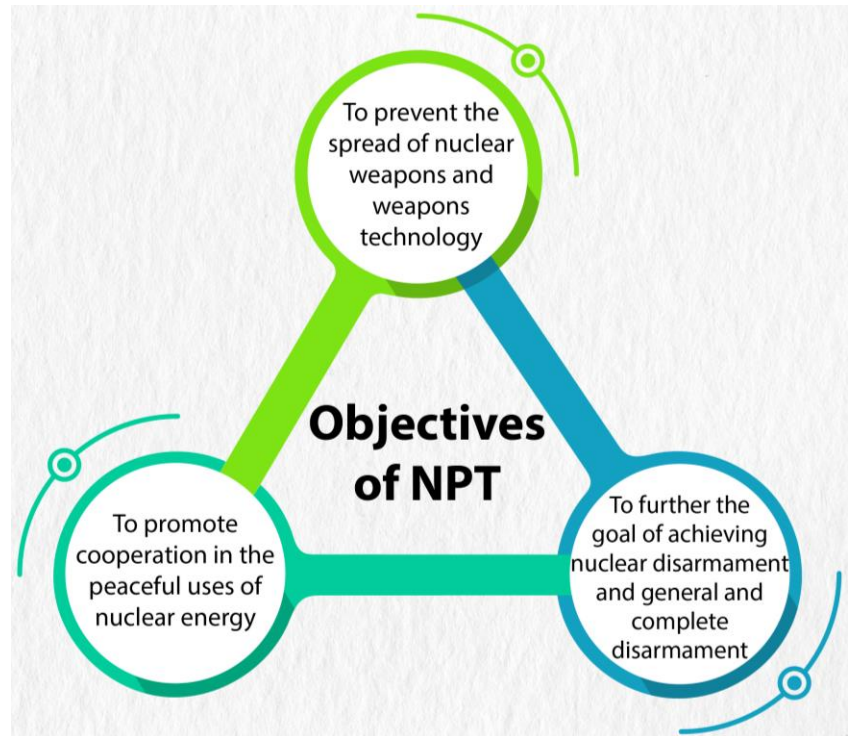 To prevent the
spread of nuclear
weapons and
weapons
technology
Objectives
of NPT
To promote
cooperation in the
peaceful uses of
nuclear energy
To further the
goal of achieving
nuclear disarmament
and general and
complete
disarmament